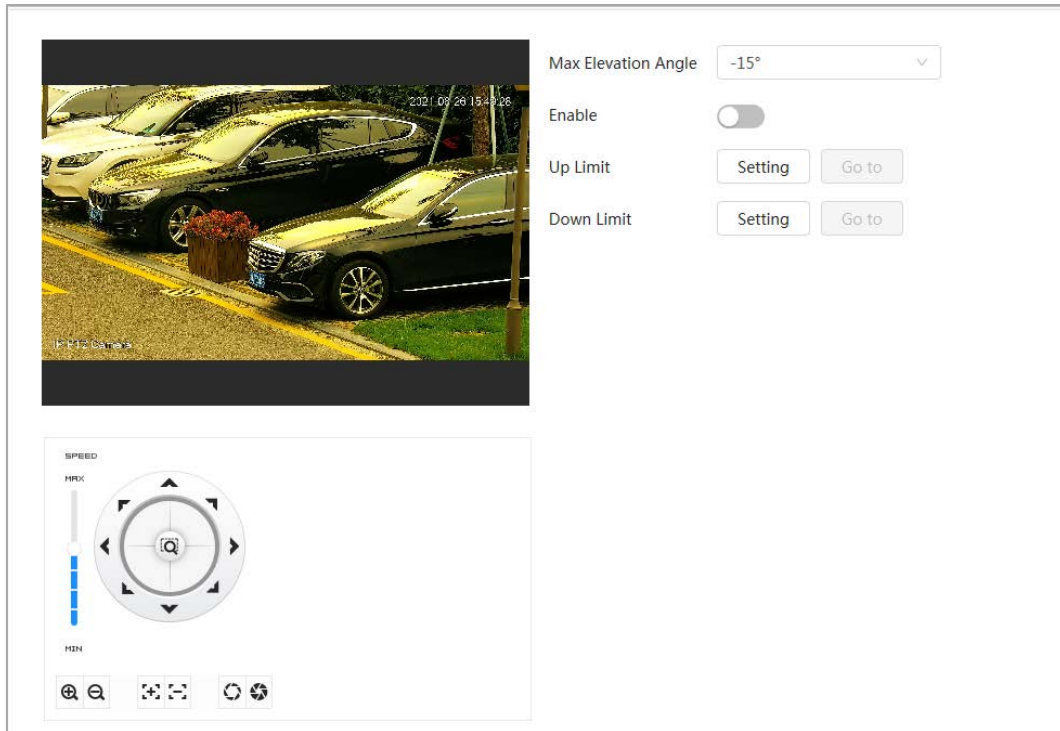 Max Elevation Angle -15°
2021-08-26 15:49:28
Enable
Up Limit Setting Go to
Down Limit Setting Go to
IP PTZ Camera
SPEED
MAX
MIN